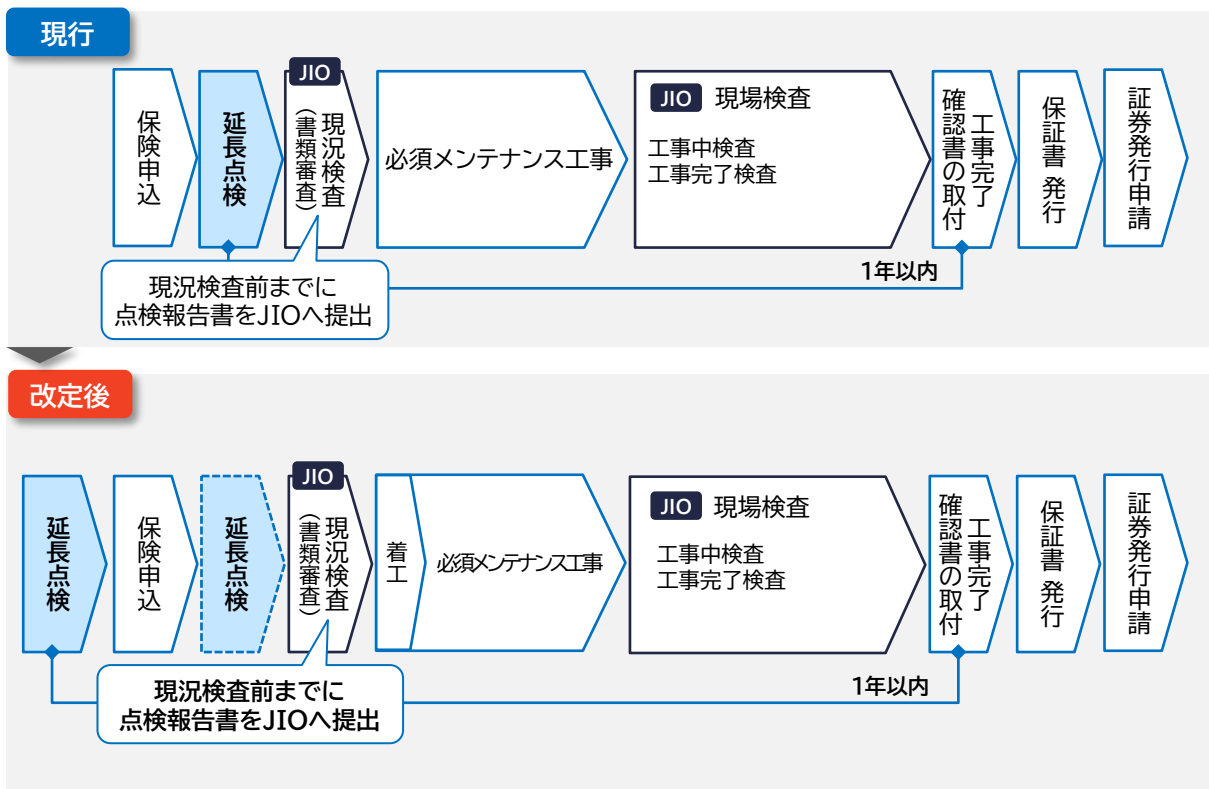 現行
保険申込
延長点検
JIO
現況検査
（書類審査）
必須メンテナンス工事
JIO 現場検査
工事中検査
工事完了検査
工事完了
確認書の取付
保証書 発行
証券発行申請
現況検査前までに
点検報告書をJIOへ提出
1年以内
改定後
延長点検
保険申込
延長点検
JIO
現況検査
（書類審査）
着工
必須メンテナンス工事
JIO 現場検査
工事中検査
工事完了検査
工事完了
確認書の取付
保証書 発行
証券発行申請
現況検査前までに
点検報告書をJIOへ提出
1年以内